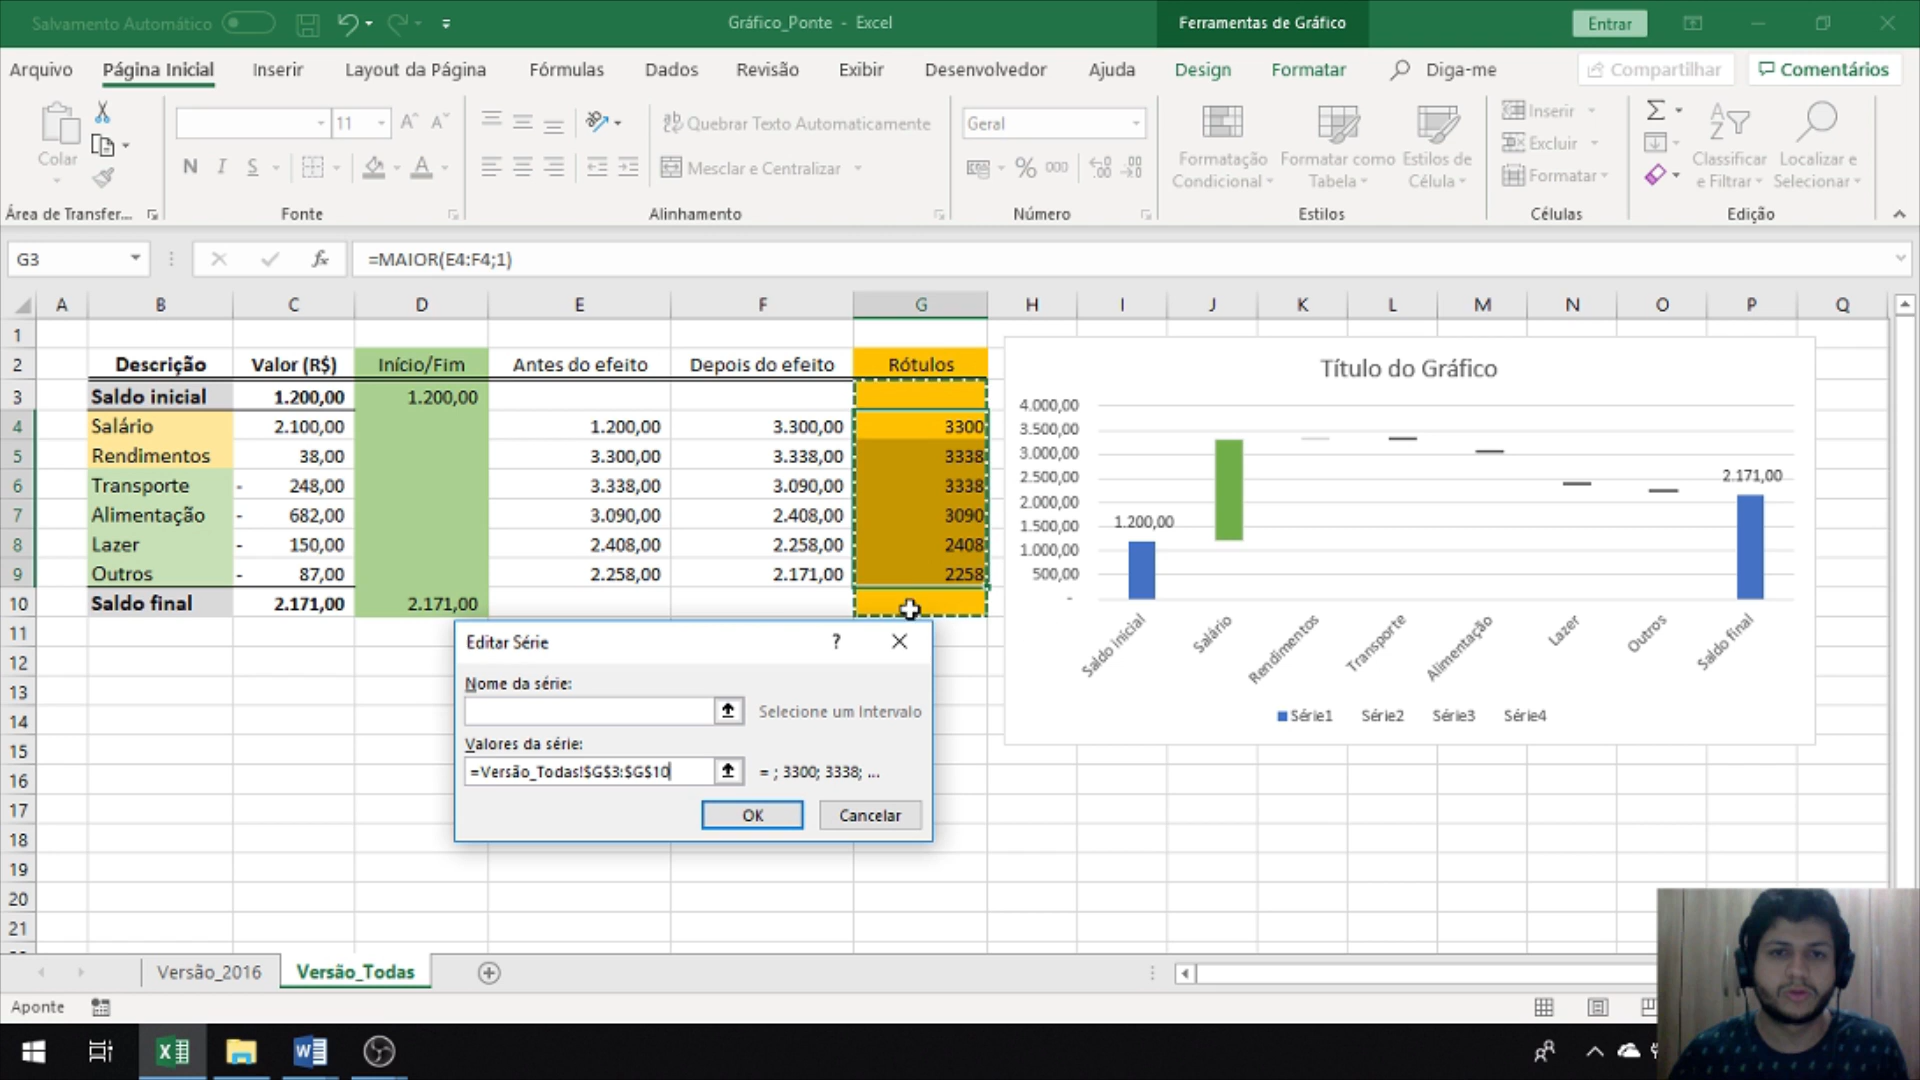 Salvamento Automático
Gráfico_Ponte - Excel
Ferramentas de Gráfico
Entrar
Arquivo Página Inicial Inserir Layout da Página Fórmulas Dados Revisão Exibir Desenvolvedor Ajuda Design Formatar Diga-me Compartilhar Comentários
Colar
11
N I S
Quebrar Texto Automaticamente
Mesclar e Centralizar
Geral
% 000
Formatação Condicional
Formatar como Tabela
Estilos de Célula
Inserir
Excluir
Formatar
Classificar e Filtrar
Localizar e Selecionar
Área de Transfer... Fonte Alinhamento Número Estilos Células Edição
G3 fx =MAIOR(E4:F4;1)
A B C D E F G H I J K L M N O P Q
1
2 Descrição Valor (R$) Início/Fim Antes do efeito Depois do efeito Rótulos
3 Saldo inicial 1.200,00 1.200,00
4 Salário 2.100,00 1.200,00 3.300,00 3300
5 Rendimentos 38,00 3.300,00 3.338,00 3338
6 Transporte - 248,00 3.338,00 3.090,00 3338
7 Alimentação - 682,00 3.090,00 2.408,00 3090
8 Lazer - 150,00 2.408,00 2.258,00 2408
9 Outros - 87,00 2.258,00 2.171,00 2258
10 Saldo final 2.171,00 2.171,00
11
12
13
14
15
16
17
18
19
20
21
Título do Gráfico
4.000,00
3.500,00
3.000,00
2.500,00
2.000,00
1.500,00
1.000,00
500,00
-
1.200,00
2.171,00
Saldo inicial Salário Rendimentos Transporte Alimentação Lazer Outros Saldo final
Série1 Série2 Série3 Série4
Editar Série ?
Nome da série:
Selecione um Intervalo
Valores da série:
=Versão_Todas!$G$3:$G$10 = ; 3300; 3338; ...
OK Cancelar
Versão_2016 Versão_Todas
Aponte